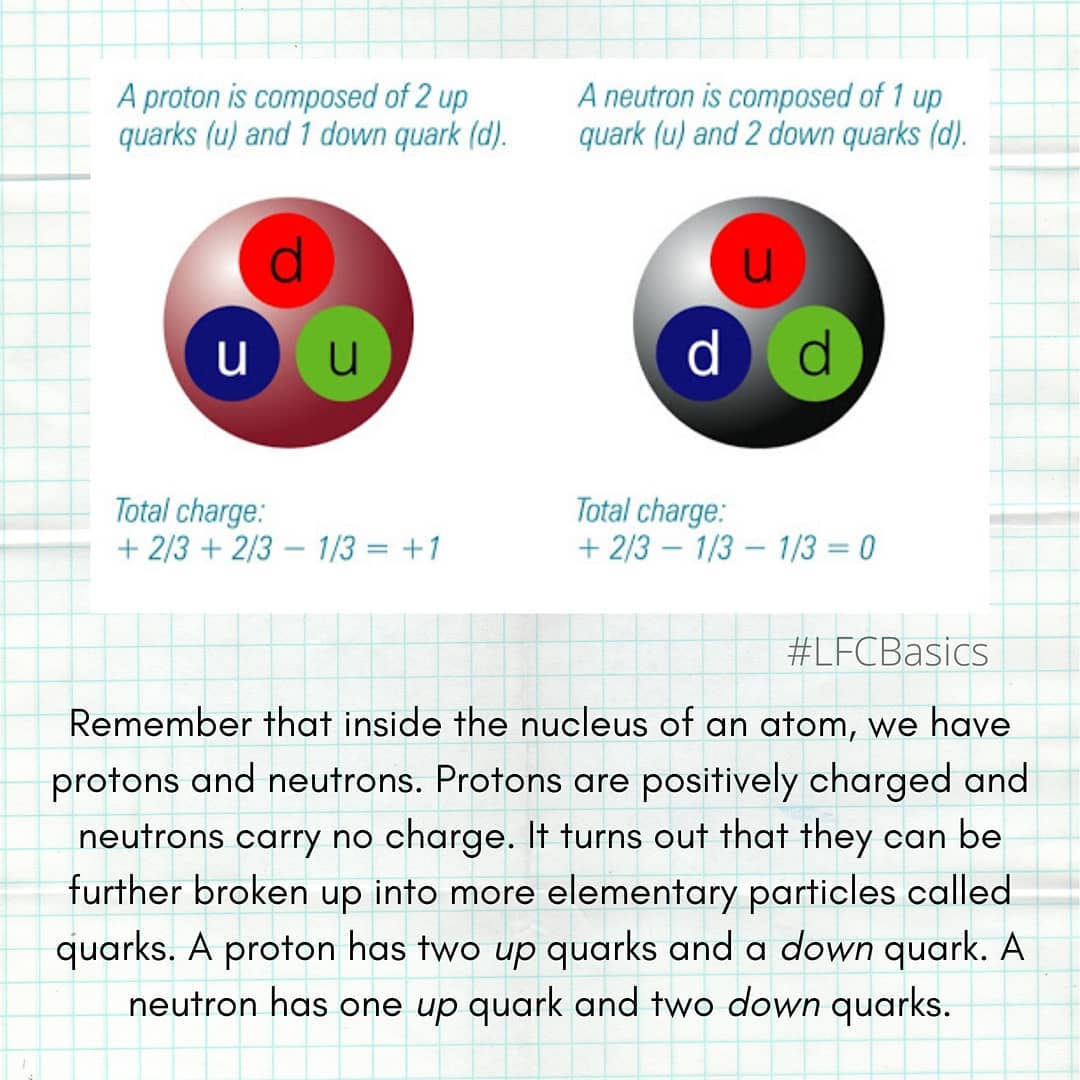 A proton is composed of 2 up
quarks (u) and 1 down quark (d).
d
u u
Total charge:
+ 2/3 + 2/3 – 1/3 = +1
A neutron is composed of 1 up
quark (u) and 2 down quarks (d).
u
d d
Total charge:
+ 2/3 – 1/3 – 1/3 = 0
#LFCBasics
Remember that inside the nucleus of an atom, we have
protons and neutrons. Protons are positively charged and
neutrons carry no charge. It turns out that they can be
further broken up into more elementary particles called
quarks. A proton has two up quarks and a down quark. A
neutron has one up quark and two down quarks.